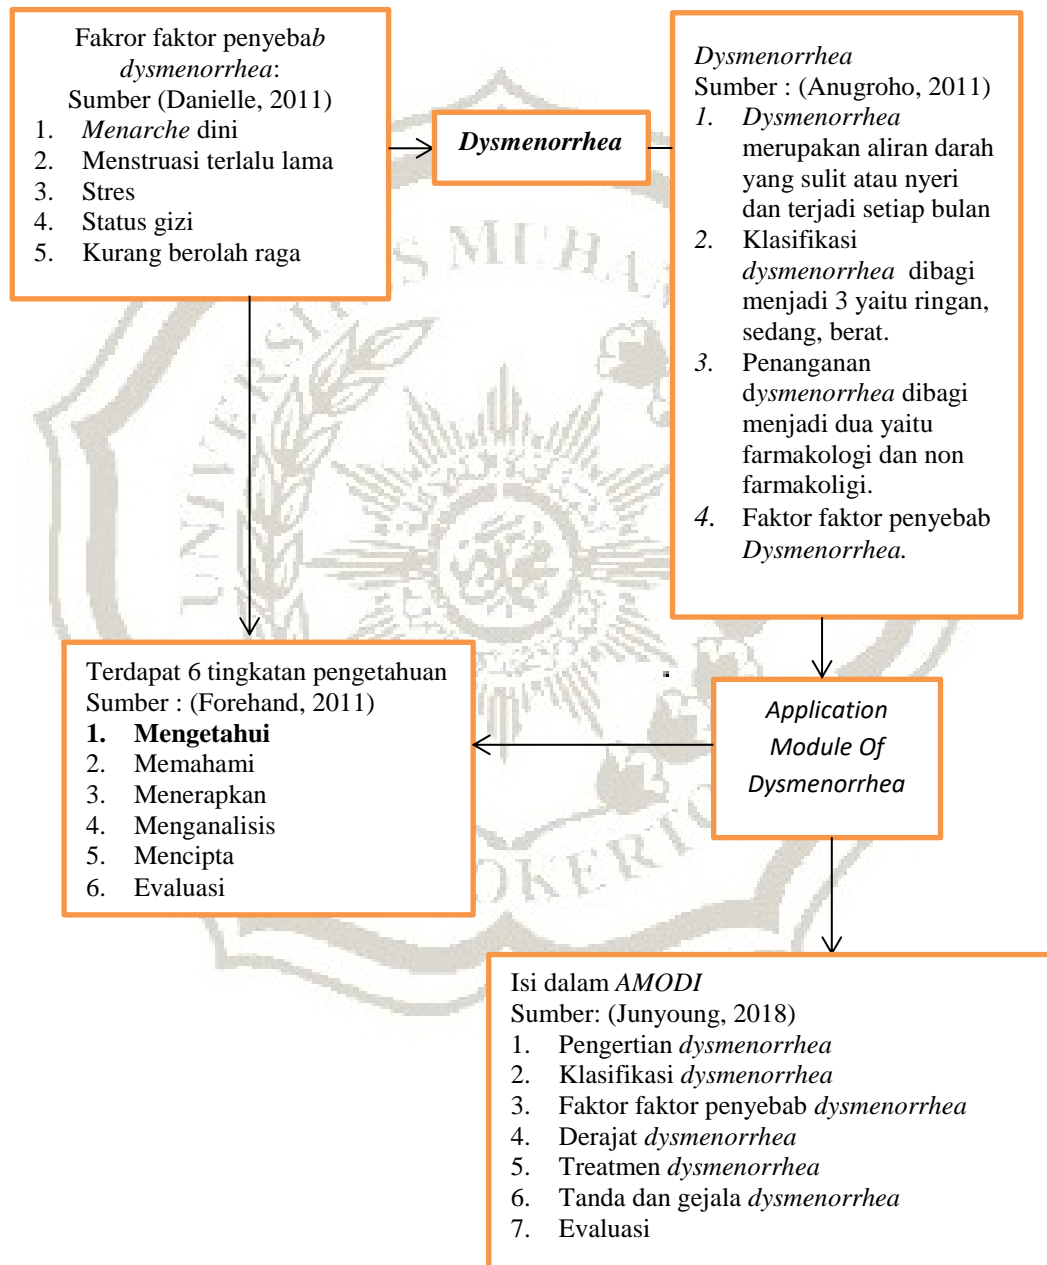 Fakror faktor penyebab
dysmenorrhea:
Sumber (Danielle, 2011)
1. Menarche dini
2. Menstruasi terlalu lama
3. Stres
4. Status gizi
5. Kurang berolah raga
Dysmenorrhea
Dysmenorrhea
Sumber : (Anugroho, 2011)
1. Dysmenorrhea
merupakan aliran darah
yang sulit atau nyeri
dan terjadi setiap bulan
2. Klasifikasi
dysmenorrhea dibagi
menjadi 3 yaitu ringan,
sedang, berat.
3. Penanganan
dysmenorrhea dibagi
menjadi dua yaitu
farmakologi dan non
farmakoligi.
4. Faktor faktor penyebab
Dysmenorrhea.
Terdapat 6 tingkatan pengetahuan
Sumber : (Forehand, 2011)
1. Mengetahui
2. Memahami
3. Menerapkan
4. Menganalisis
5. Mencipta
6. Evaluasi
Application
Module Of
Dysmenorrhea
Isi dalam AMODI
Sumber: (Junyoung, 2018)
1. Pengertian dysmenorrhea
2. Klasifikasi dysmenorrhea
3. Faktor faktor penyebab dysmenorrhea
4. Derajat dysmenorrhea
5. Treatmen dysmenorrhea
6. Tanda dan gejala dysmenorrhea
7. Evaluasi